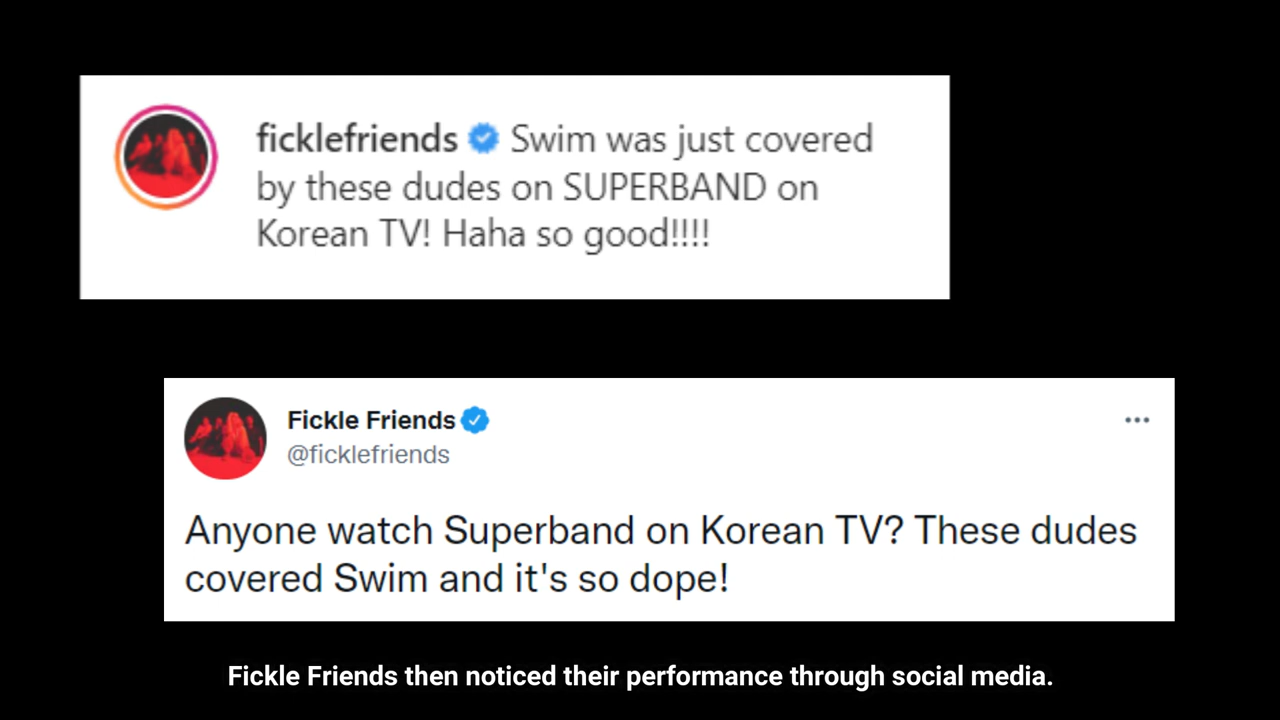 ficklefriends Swim was just covered
by these dudes on SUPERBAND on
Korean TV! Haha so good!!!!
Fickle Friends
@ficklefriends
Anyone watch Superband on Korean TV? These dudes
covered Swim and it's so dope!
Fickle Friends then noticed their performance through social media.